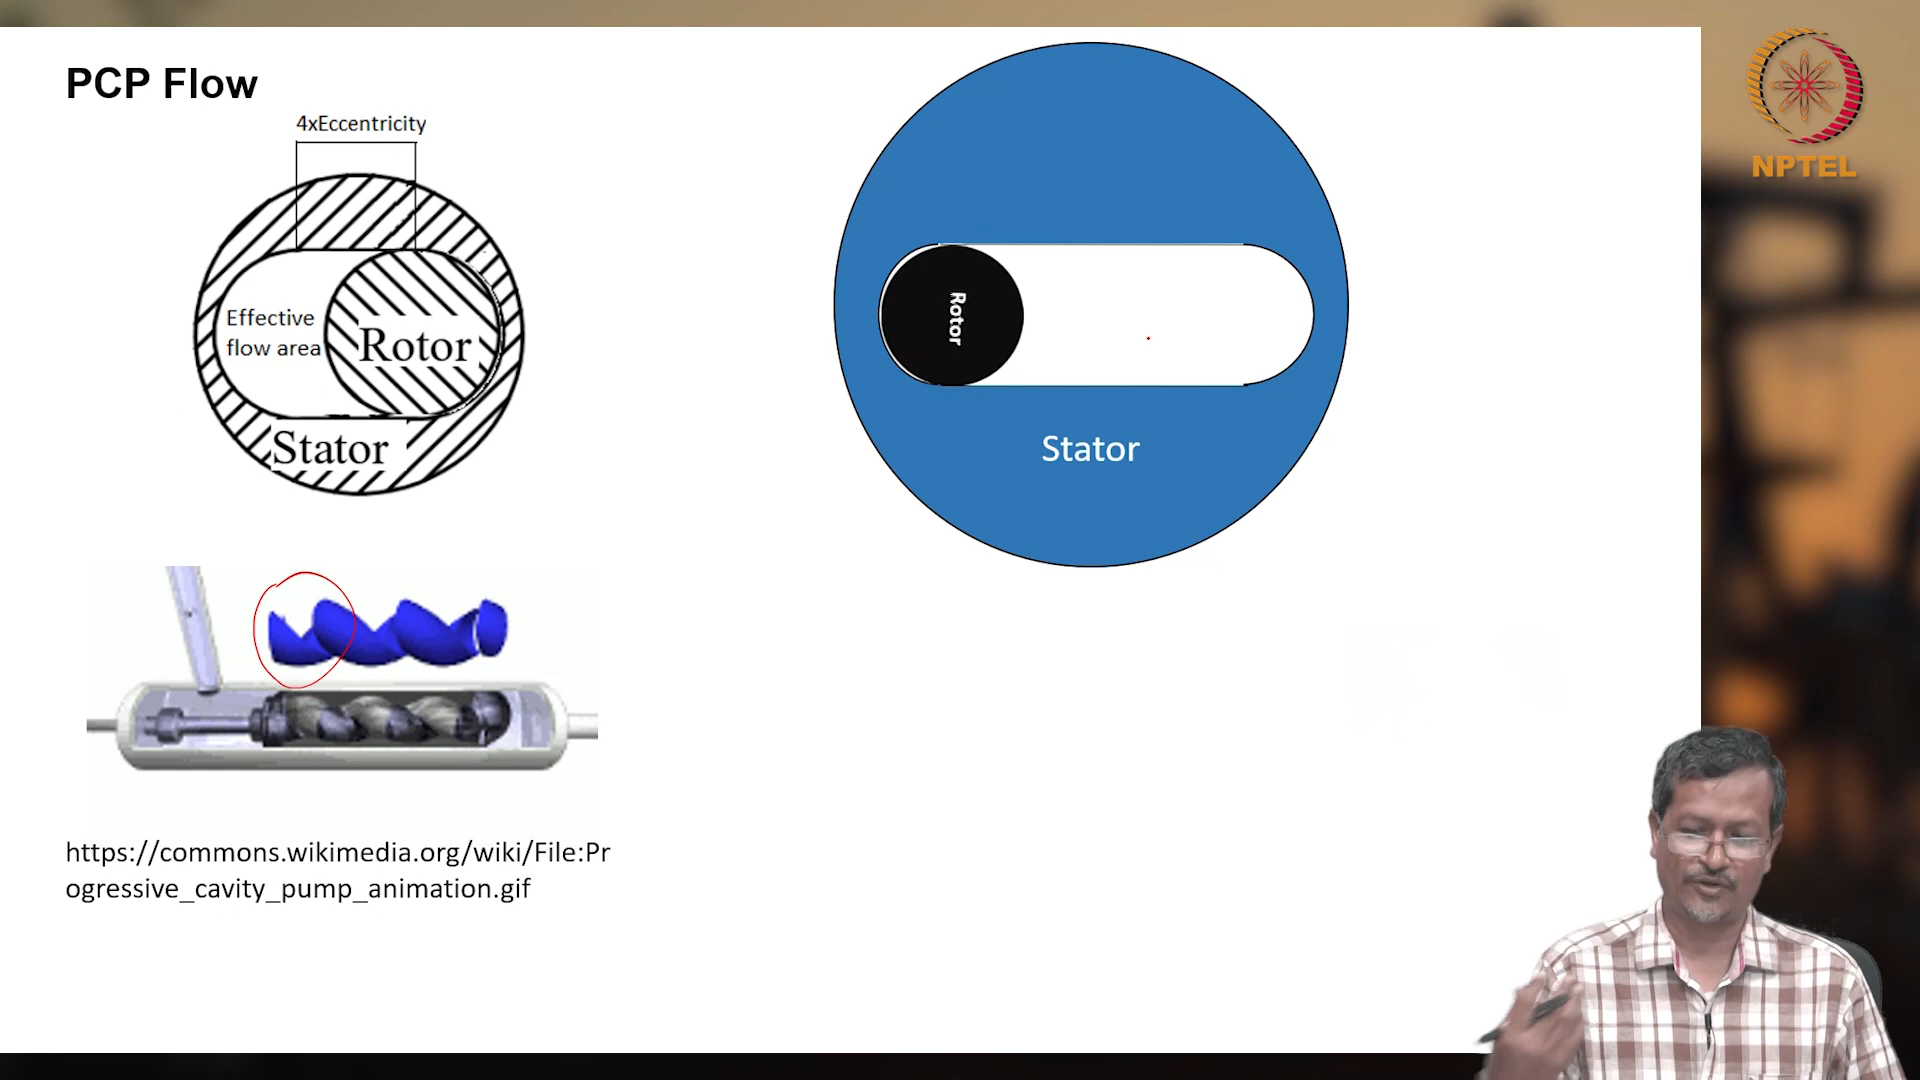 PCP Flow
4xEccentricity
Effective
flow area
Rotor
Stator
Rotor
Stator
https://commons.wikimedia.org/wiki/File:Pr
ogressive_cavity_pump_animation.gif
NPTEL